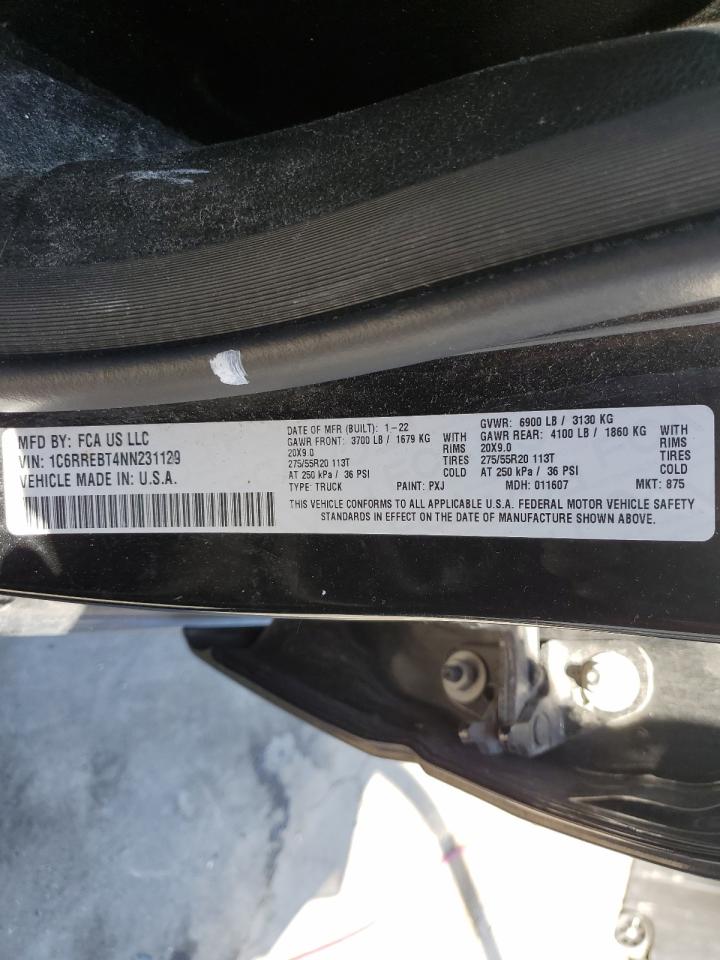 MFD BY: FCA US LLC
VIN: 1C6RREBT4NN231129
VEHICLE MADE IN: U.S.A.
DATE OF MFR (BUILT): 1-22 GVWR: 6900 LB / 3130 KG
GAWR FRONT: 3700 LB / 1679 KG WITH GAWR REAR: 4100 LB / 1860 KG WITH
20X9.0 RIMS 20X9.0 RIMS
275/55R20 113T TIRES 275/55R20 113T TIRES
AT 250 kPa / 36 PSI COLD AT 250 kPa / 36 PSI COLD
TYPE: TRUCK PAINT: PXJ MDH: 011607 MKT: 875
THIS VEHICLE CONFORMS TO ALL APPLICABLE U.S.A. FEDERAL MOTOR VEHICLE SAFETY
STANDARDS IN EFFECT ON THE DATE OF MANUFACTURE SHOWN ABOVE.